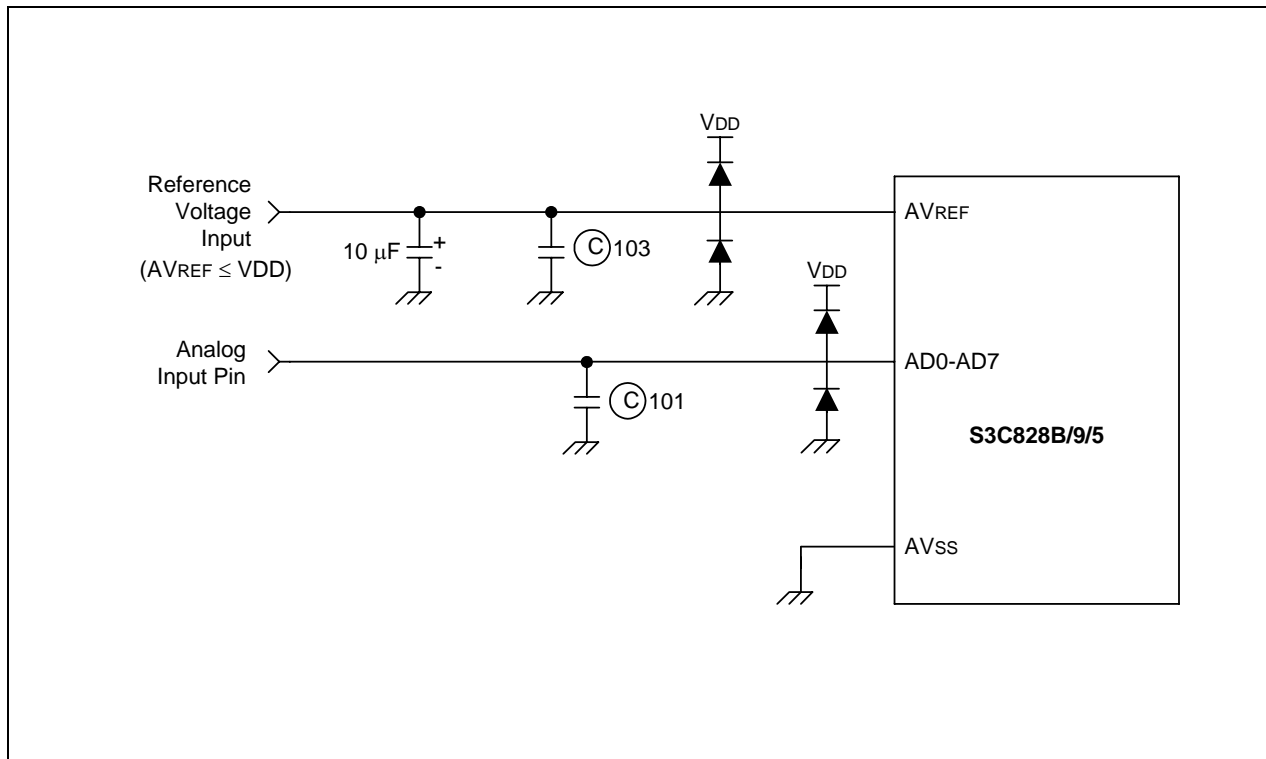 VDD
Reference
Voltage
Input
(AVREF ≤ VDD)
10 μF
+
-
C 103
AVREF
VDD
Analog
Input Pin
C 101
AD0-AD7
S3C828B/9/5
AVSS